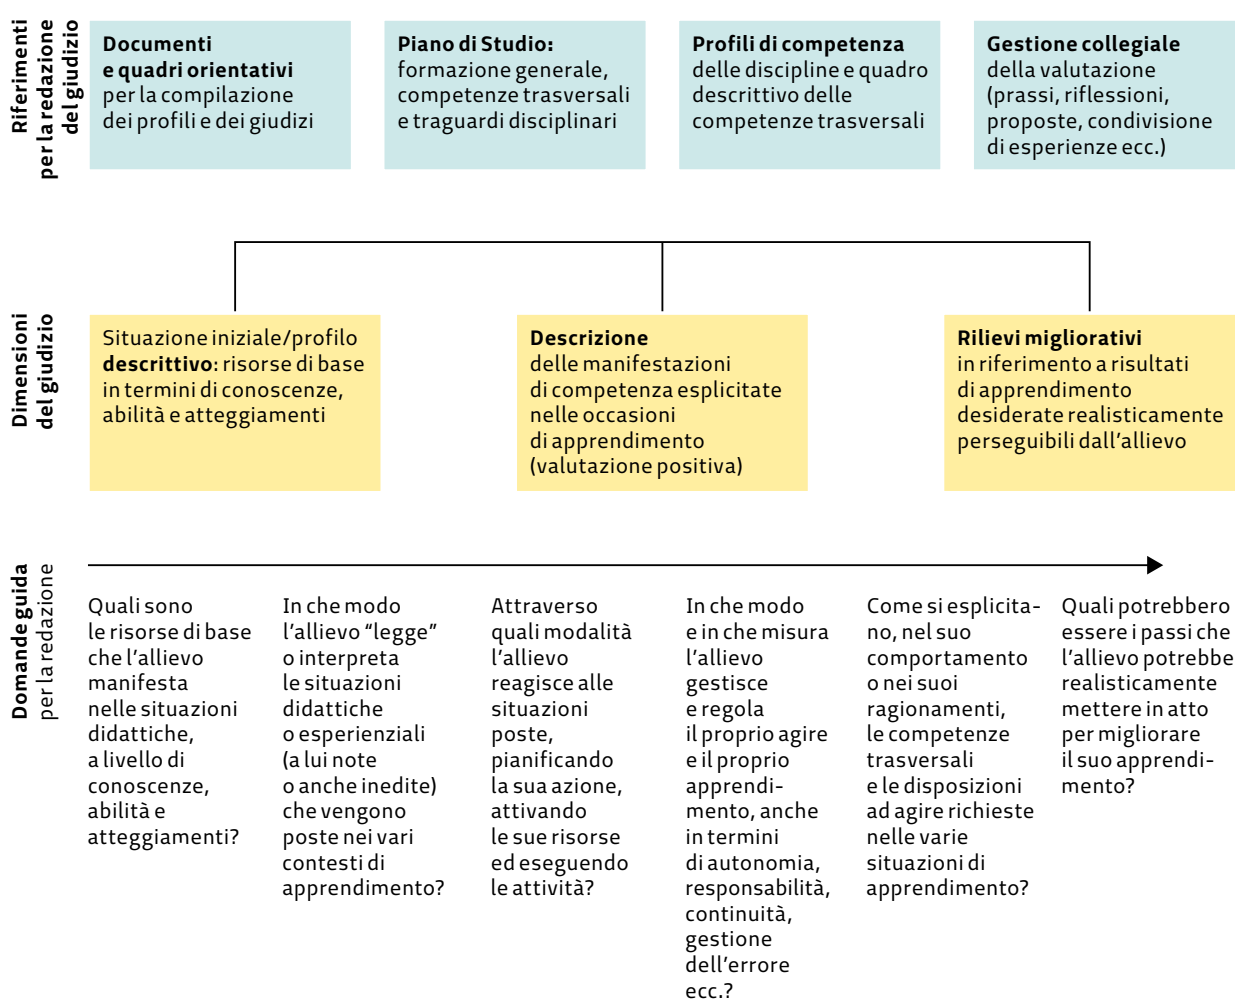 Riferimenti
per la redazione
del giudizio
Documenti
e quadri orientativi
per la compilazione
dei profili e dei giudizi
Piano di Studio:
formazione generale,
competenze trasversali
e traguardi disciplinari
Profili di competenza
delle discipline e quadro
descrittivo delle
competenze trasversali
Gestione collegiale
della valutazione
(prassi, riflessioni,
proposte, condivisione
di esperienze ecc.)
Dimensioni
del giudizio
Situazione iniziale/profilo
descrittivo: risorse di base
in termini di conoscenze,
abilità e atteggiamenti
Descrizione
delle manifestazioni
di competenza esplicitate
nelle occasioni
di apprendimento
(valutazione positiva)
Rilievi migliorativi
in riferimento a risultati
di apprendimento
desiderate realisticamente
perseguibili dall'allievo
Domande guida
per la redazione
Quali sono
le risorse di base
che l'allievo
manifesta
nelle situazioni
didattiche,
a livello di
conoscenze,
abilità e
atteggiamenti?
In che modo
l'allievo "legge"
o interpreta
le situazioni
didattiche
o esperienziali
(a lui note
o anche inedite)
che vengono
poste nei vari
contesti di
apprendimento?
Attraverso
quali modalità
l'allievo
reagisce alle
situazioni
poste,
pianificando
la sua azione,
attivando
le sue risorse
ed eseguendo
le attività?
In che modo
e in che misura
l'allievo
gestisce
e regola
il proprio agire
e il proprio
apprendi-
mento, anche
in termini
di autonomia,
responsabilità,
continuità,
gestione
dell'errore
ecc.?
Come si esplicita-
no, nel suo
comportamento
o nei suoi
ragionamenti,
le competenze
trasversali
e le disposizioni
ad agire richieste
nelle varie
situazioni di
apprendimento?
Quali potrebbero
essere i passi che
l'allievo potrebbe
realisticamente
mettere in atto
per migliorare
il suo apprendi-
mento?